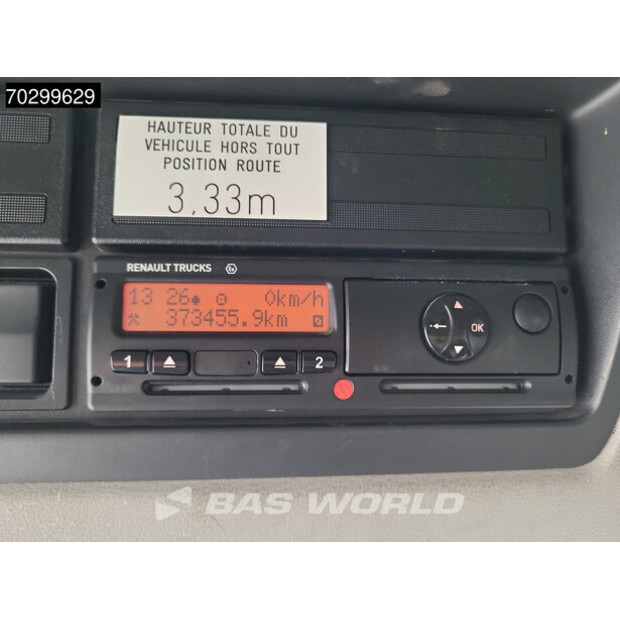 70299629
HAUTEUR TOTALE DU
VEHICULE HORS TOUT
POSITION ROUTE
3,33m
RENAULT TRUCKS Ex
13 26 0km/h
373455.9km
1 2
OK
BAS WORLD